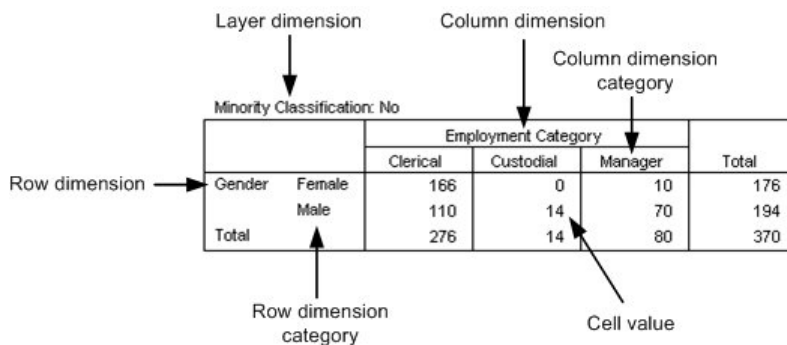 Layer dimension
Column dimension
Column dimension
category
Minority Classification: No
Employment Category
Clerical Custodial Manager Total
Row dimension
Gender Female 166 0 10 176
Male 110 14 70 194
Total 276 14 80 370
Row dimension
category
Cell value